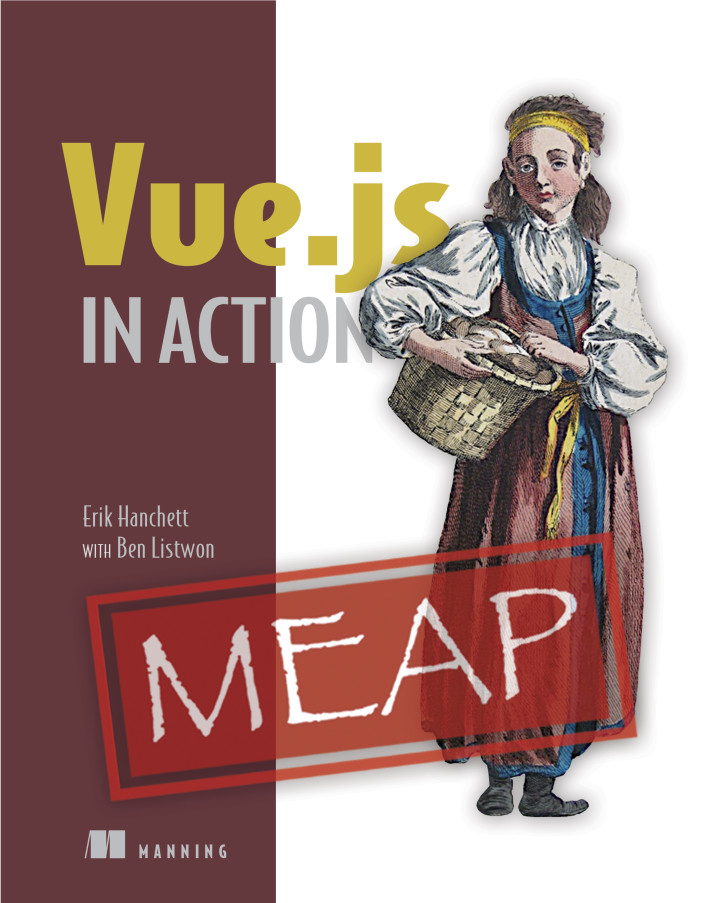 Vue.js
IN ACTION
Erik Hanchett
WITH Ben Listwon
MEAP
MANNING